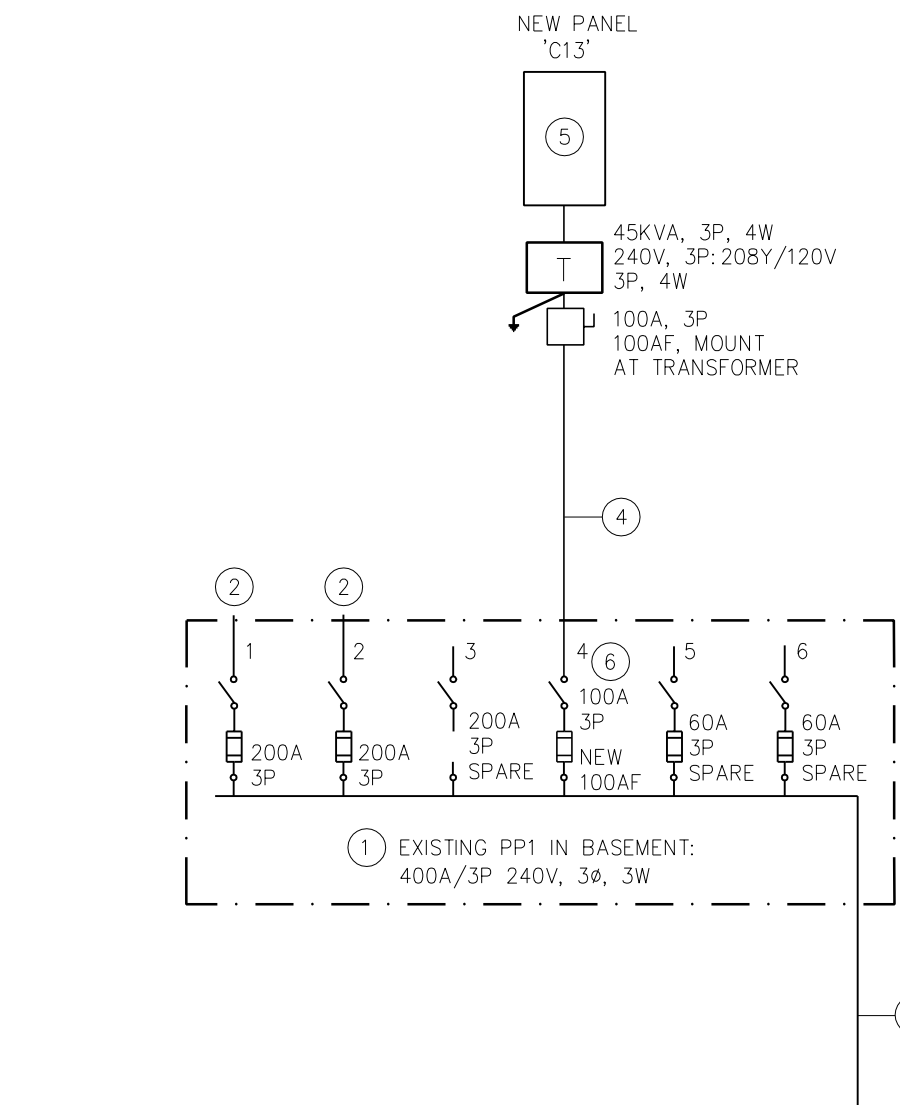 NEW PANEL
'C13'
5
45KVA, 3P, 4W
240V, 3P:208Y/120V
3P, 4W
T
100A, 3P
100AF, MOUNT
AT TRANSFORMER
4
2
2
1
2
3
4
6
5
6
200A
3P
200A
3P
200A
3P
SPARE
100A
3P
NEW
100AF
60A
3P
SPARE
60A
3P
SPARE
1
EXISTING PP1 IN BASEMENT:
400A/3P 240V, 3ø, 3W